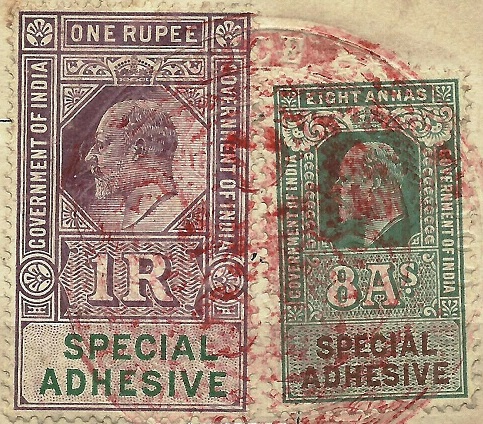 ONE RUPEE
GOVERNMENT OF INDIA
GOVERNMENT OF INDIA
1R
SPECIAL
ADHESIVE
EIGHT ANNAS
GOVERNMENT OF INDIA
GOVERNMENT OF INDIA
8As
SPECIAL
ADHESIVE